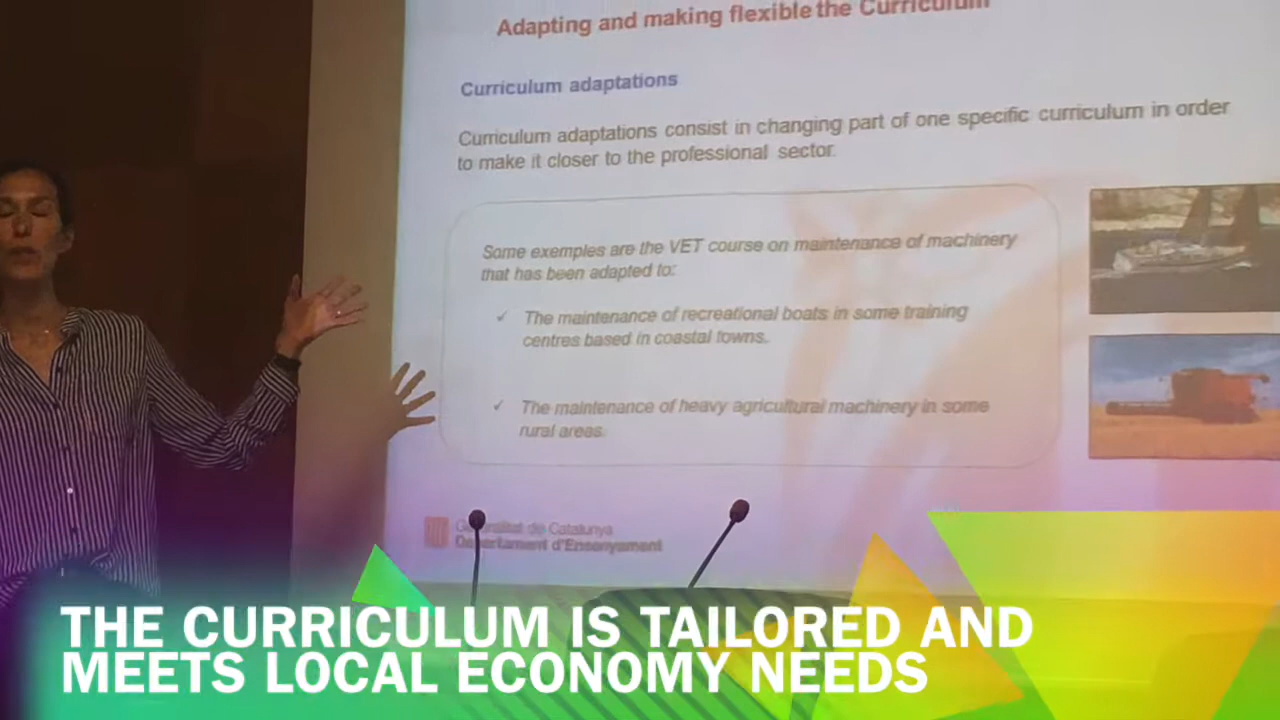 Adapting and making flexible the Curriculum
Curriculum adaptations
Curriculum adaptations consist in changing part of one specific curriculum in order
to make it closer to the professional sector.
Some exemples are the VET course on maintenance of machinery
that has been adapted to:
✓ The maintenance of recreational boats in some training
centres based in coastal towns.
✓ The maintenance of heavy agricultural machinery in some
rural areas.
Generalitat de Catalunya
Departament d'Ensenyament
THE CURRICULUM IS TAILORED AND
MEETS LOCAL ECONOMY NEEDS